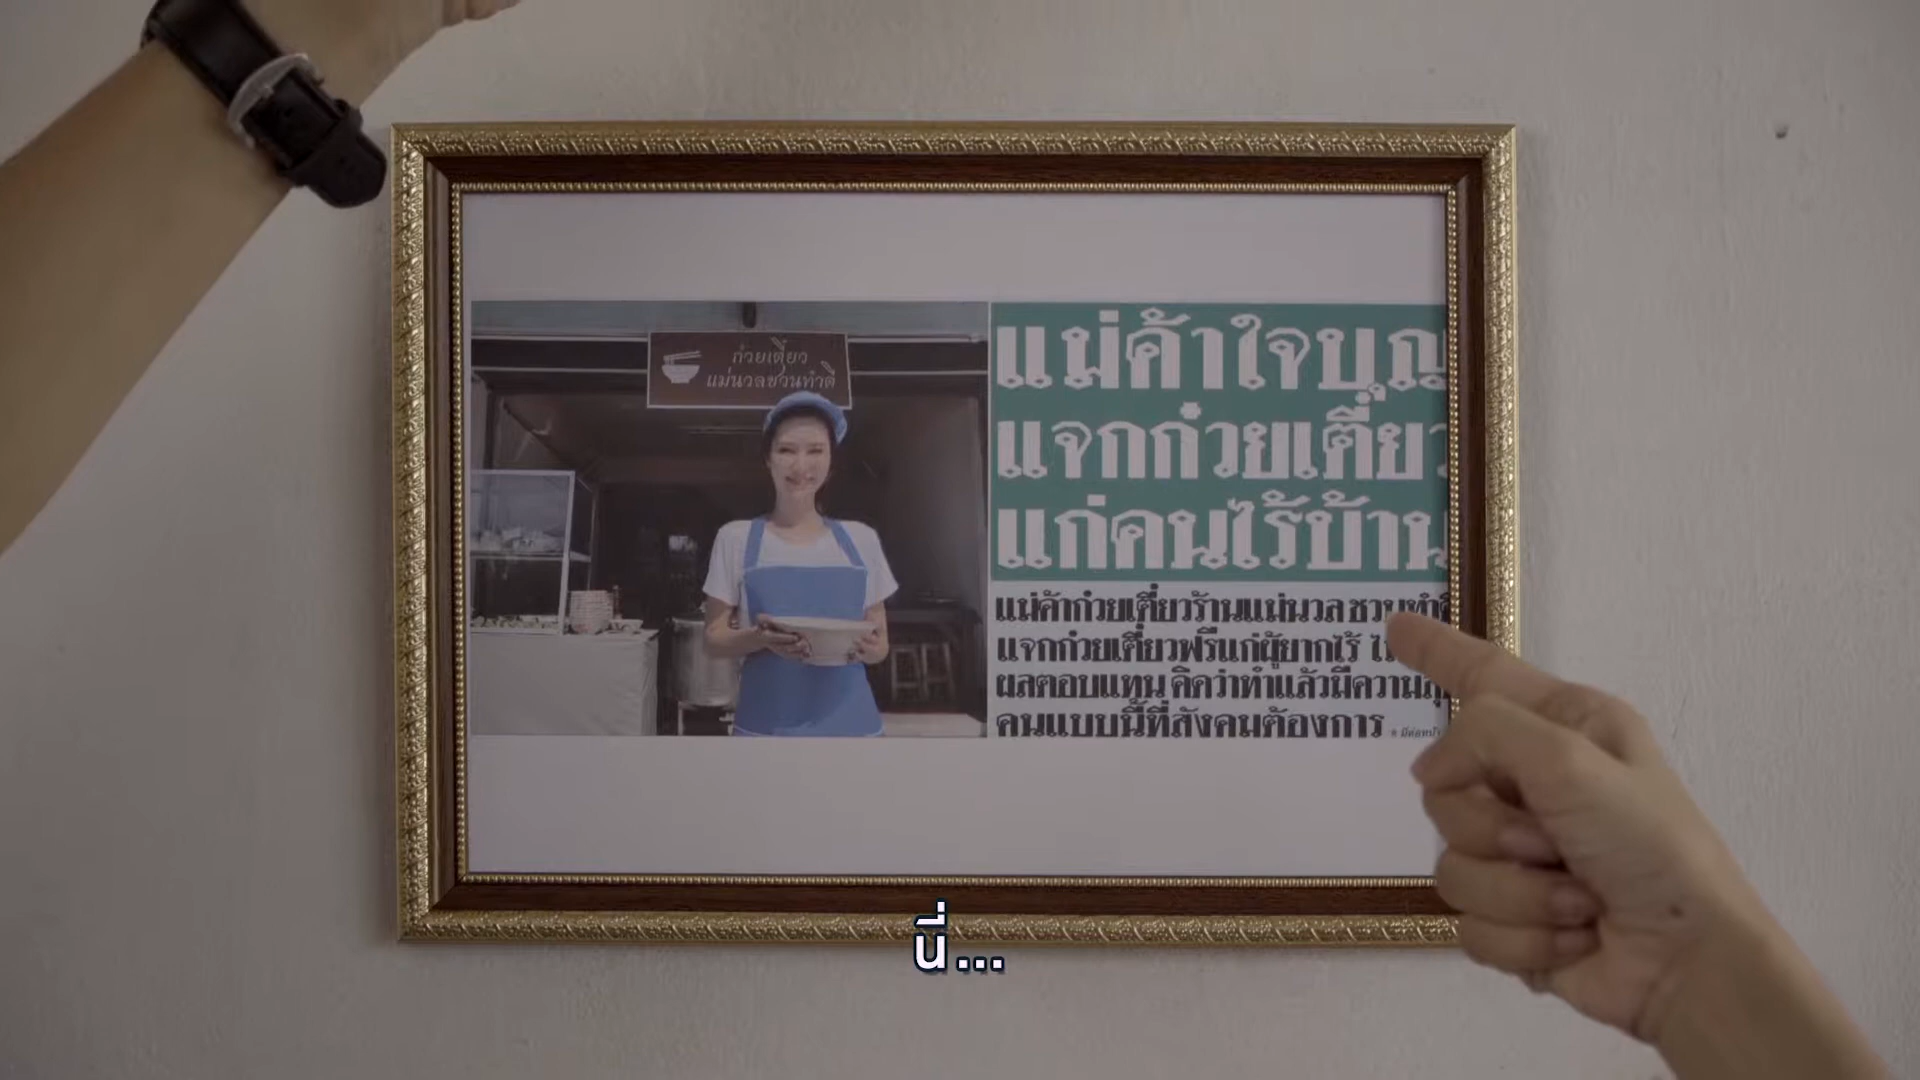 ก๋วยเตี๋ยว
แม่นวลชวนทำดี
แม่ค้าใจบุญ
แจกก๋วยเตี๋ยว
แก่คนไร้บ้าน
แม่ค้าก๋วยเตี๋ยวร้านแม่นวล ชวนทำดี
แจกก๋วยเตี๋ยวฟรีแก่ผู้ยากไร้
ผลตอบแทน คิดว่าทำแล้วมีความ
คนแบบนี้ที่สังคมต้องการ
นี่...